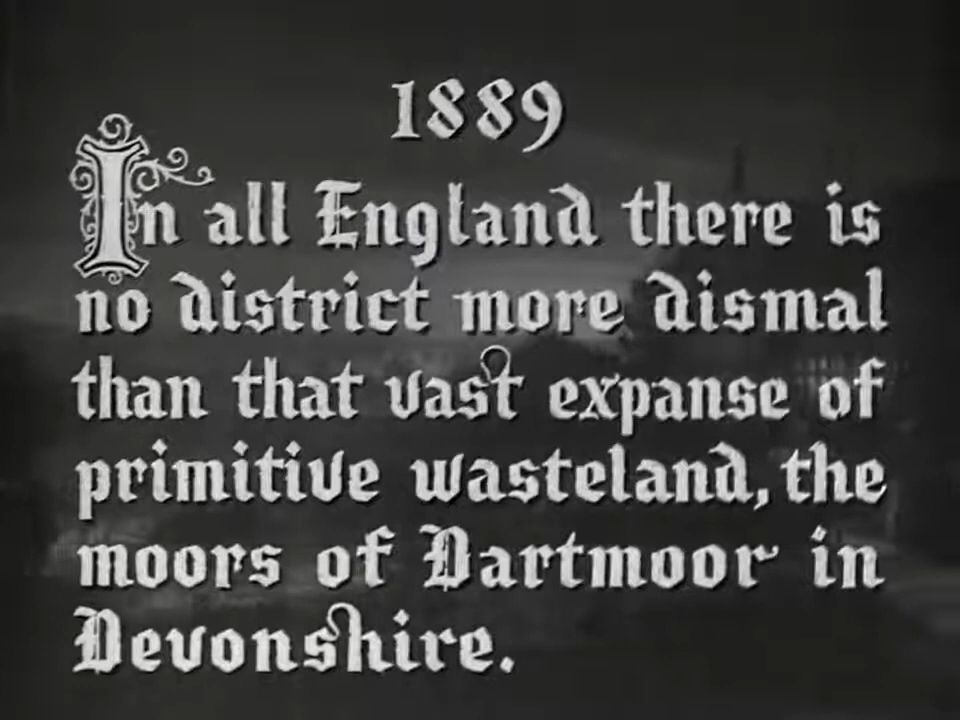 1889
In all England there is
no district more dismal
than that vast expanse of
primitive wasteland, the
moors of Dartmoor in
Devonshire.